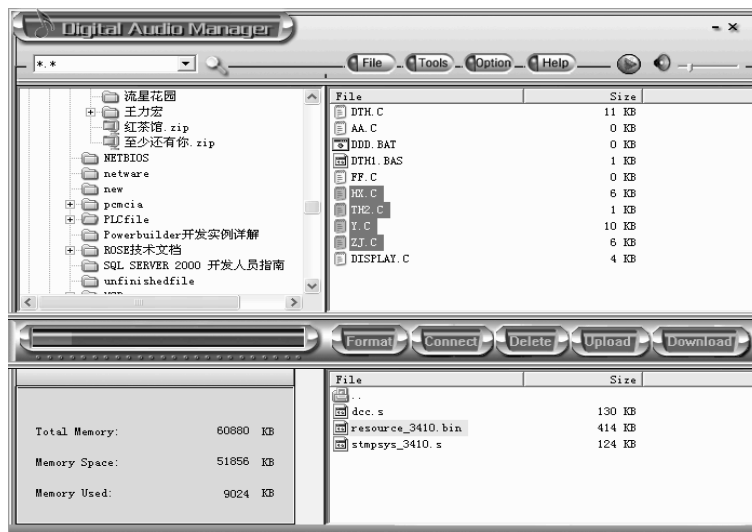 Digital Audio Manager
*.*
File Tools Option Help
流星花园
王力宏
红茶馆.zip
至少还有你.zip
NETBIOS
netware
new
pcmcia
PLCfile
Powerbuilder开发实例详解
ROSE技术文档
SQL SERVER 2000 开发人员指南
unfinishedfile
File Size
DTH.C 11 KB
AA.C 0 KB
DDD.BAT 0 KB
DTH1.BAS 1 KB
FF.C 0 KB
HX.C 6 KB
TH2.C 1 KB
Y.C 10 KB
ZJ.C 6 KB
DISPLAY.C 4 KB
Format Connect Delete Upload Download
Total Memory: 60880 KB
Memory Space: 51856 KB
Memory Used: 9024 KB
File Size
..
dcc.s 130 KB
resource_3410.bin 414 KB
stmpsys_3410.s 124 KB